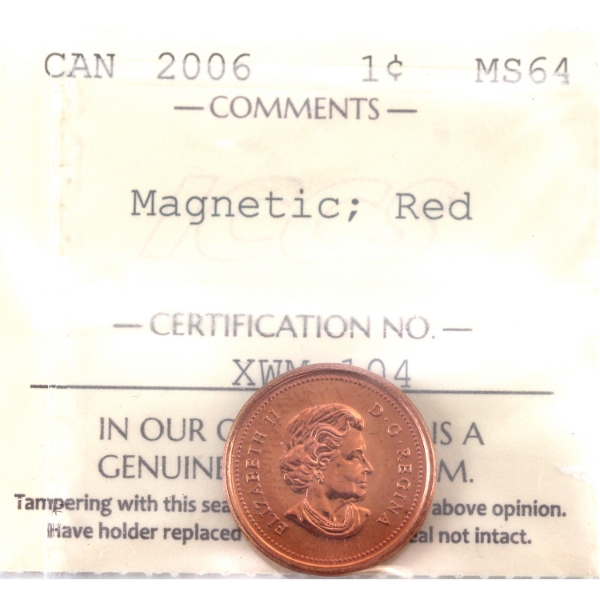 CAN 2006 1¢ MS64
— COMMENTS —
ICCS
Magnetic; Red
— CERTIFICATION NO. —
XWM 104
IN OUR IS A
GENUINE M.
Tampering with this above opinion.
Have holder replaced not intact.
ELIZABETH II D·G·REGINA